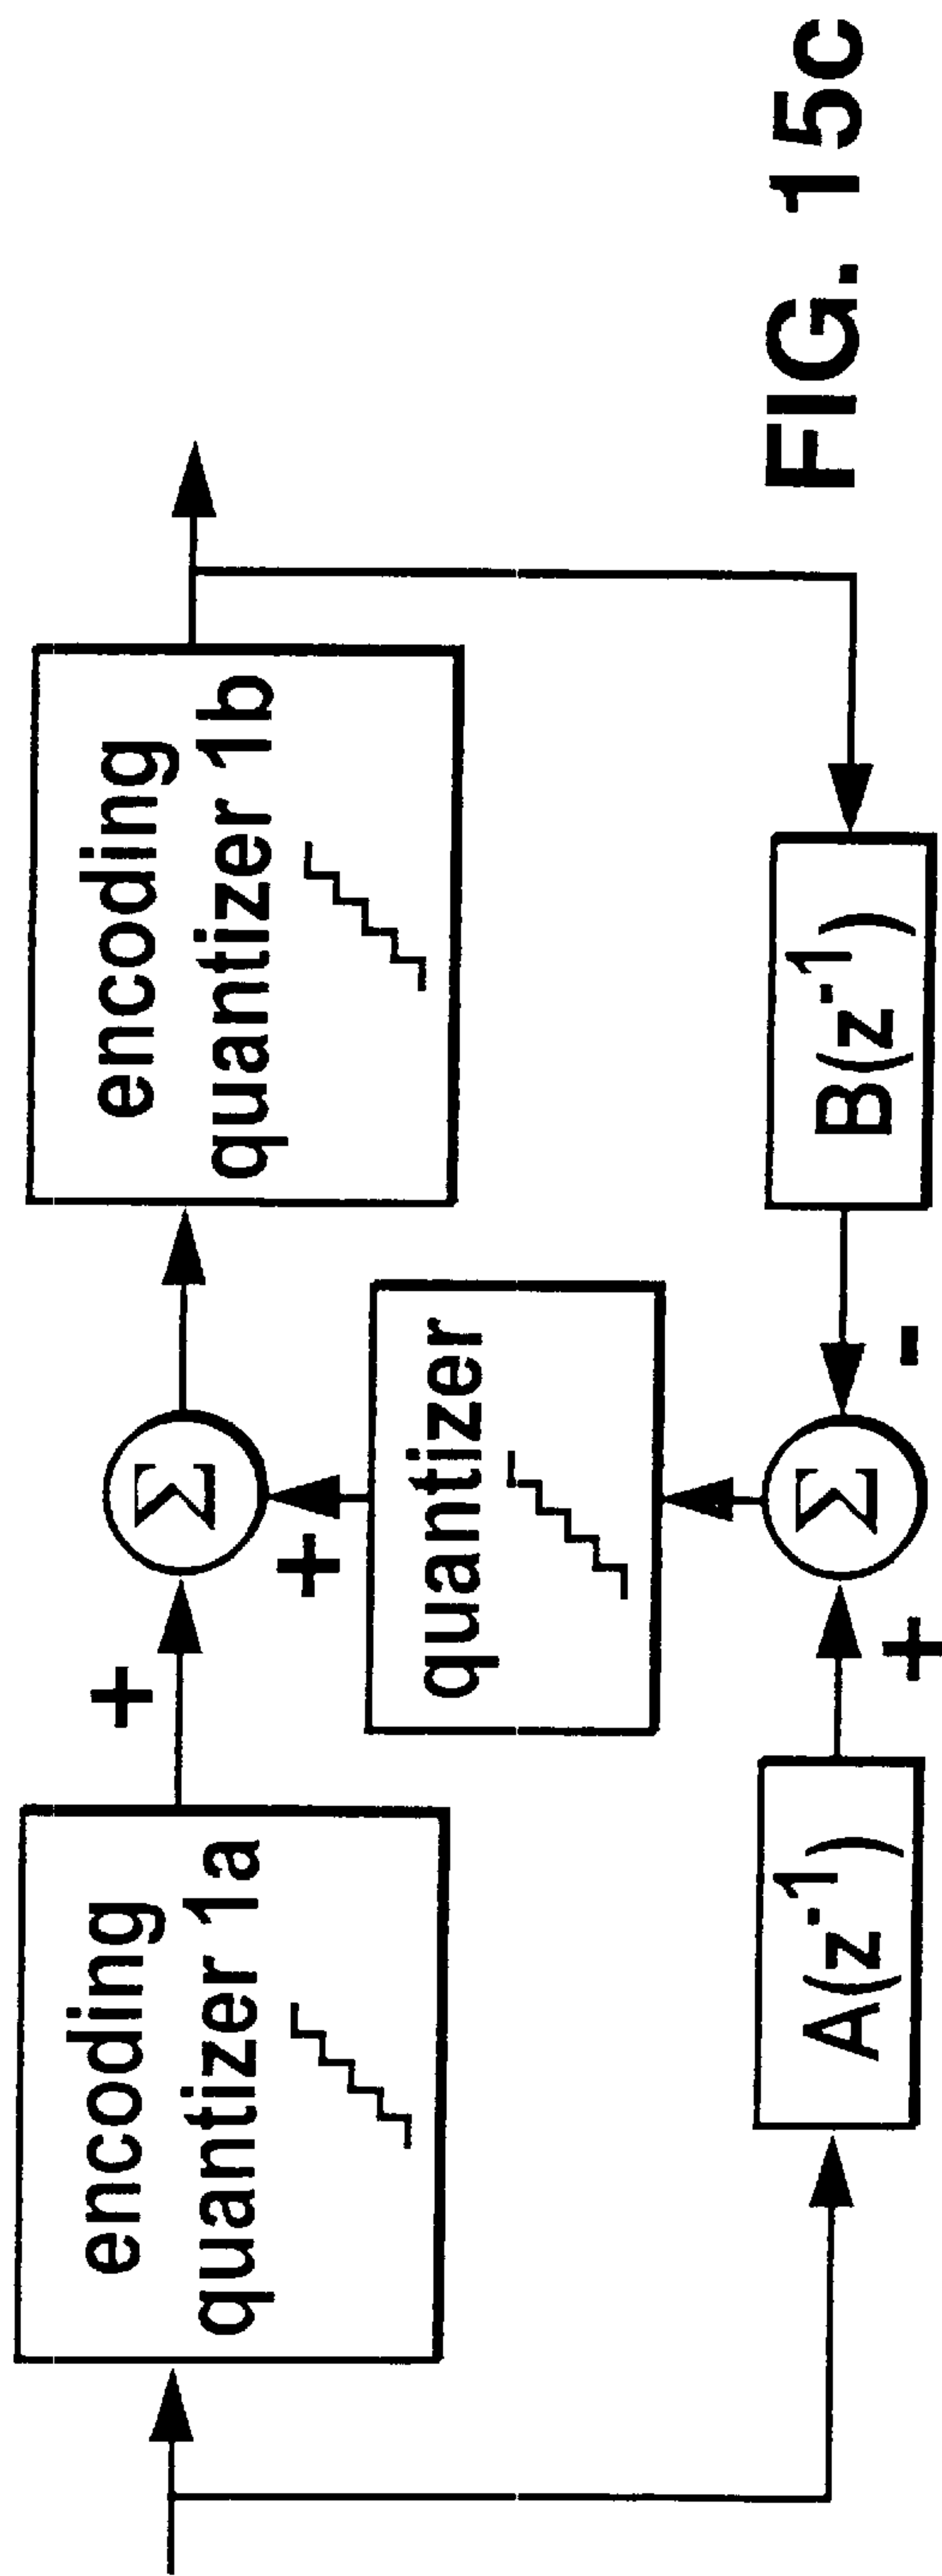 encoding
quantizer 1a
+
Σ
encoding
quantizer 1b
+
quantizer
A(z⁻¹)
+
Σ
-
B(z⁻¹)
FIG. 15c